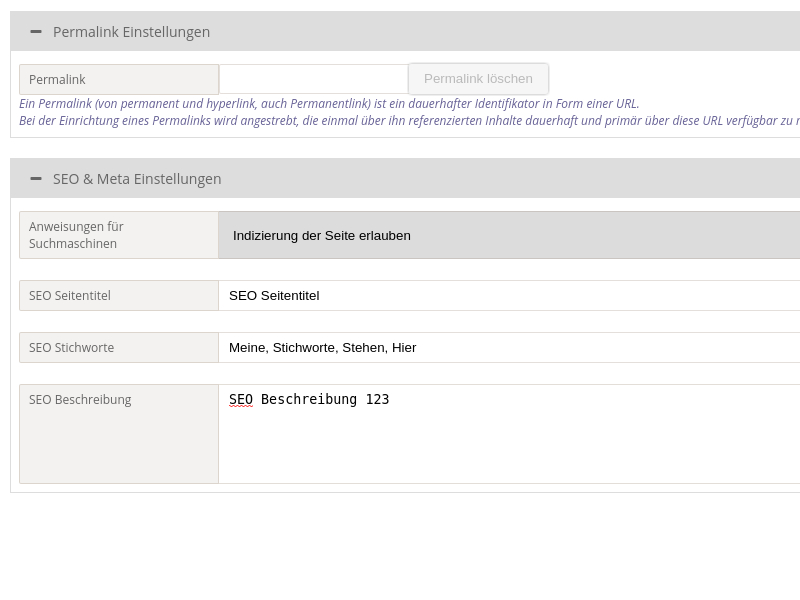 Permalink Einstellungen
Permalink
Permalink löschen
Ein Permalink (von permanent und hyperlink, auch Permanentlink) ist ein dauerhafter Identifikator in Form einer URL.
Bei der Einrichtung eines Permalinks wird angestrebt, die einmal über ihn referenzierten Inhalte dauerhaft und primär über diese URL verfügbar zu
SEO & Meta Einstellungen
Anweisungen für
Suchmaschinen
Indizierung der Seite erlauben
SEO Seitentitel
SEO Seitentitel
SEO Stichworte
Meine, Stichworte, Stehen, Hier
SEO Beschreibung
SEO Beschreibung 123